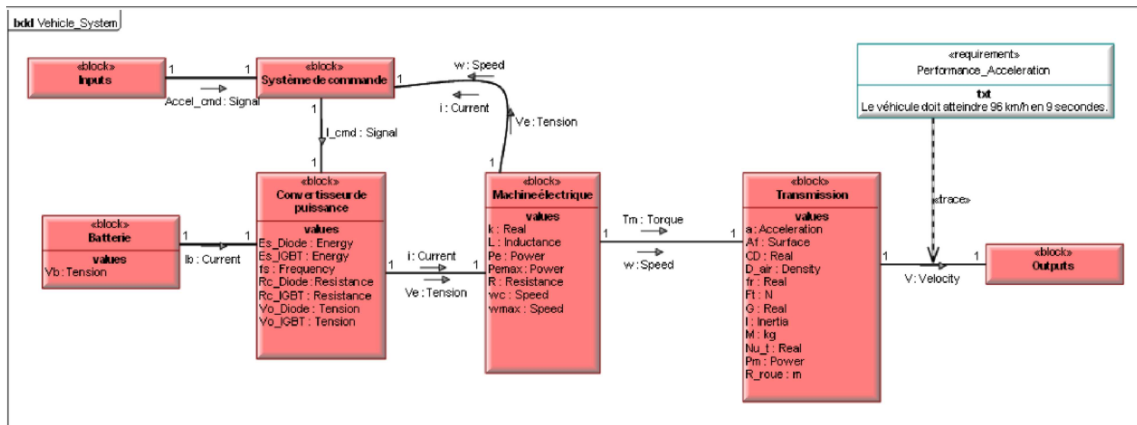 bdd Vehicle_System
«block»
Inputs
1
1
Accel_cmd : Signal
«block»
Système de commande
1
1
w : Speed
i : Current
Ve : Tension
I_cmd : Signal
1
1
«requirement»
Performance_Acceleration
txt
Le véhicule doit atteindre 96 km/h en 9 secondes.
«trace»
«block»
Batterie
values
Vb : Tension
1
1
Ib : Current
«block»
Convertisseur de
puissance
values
Es_Diode : Energy
Es_IGBT : Energy
fs : Frequency
Rc_Diode : Resistance
Rc_IGBT : Resistance
Vo_Diode : Tension
Vo_IGBT : Tension
1
1
i : Current
Ve : Tension
«block»
Machine électrique
values
k : Real
L : Inductance
Pe : Power
Pemax : Power
R : Resistance
wc : Speed
wmax : Speed
1
1
Tm : Torque
w : Speed
«block»
Transmission
values
a : Acceleration
Af : Surface
CD : Real
D_air : Density
fr : Real
Ft : N
G : Real
I : Inertia
M : kg
Nu_t : Real
Pm : Power
R_roue : m
1
1
V : Velocity
«block»
Outputs